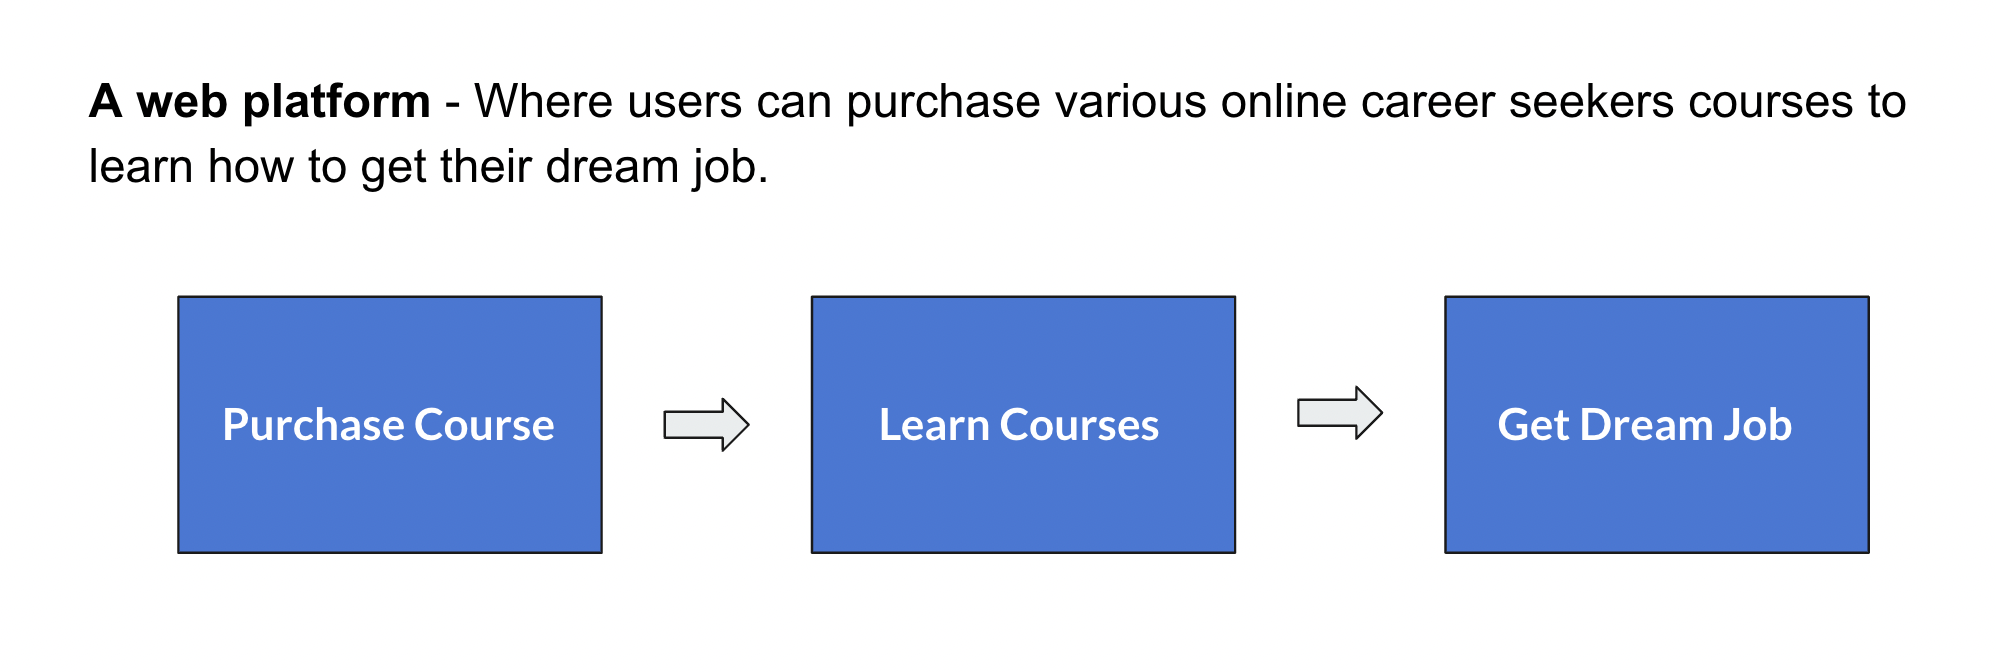 A web platform - Where users can purchase various online career seekers courses to
learn how to get their dream job.
Purchase Course
Learn Courses
Get Dream Job